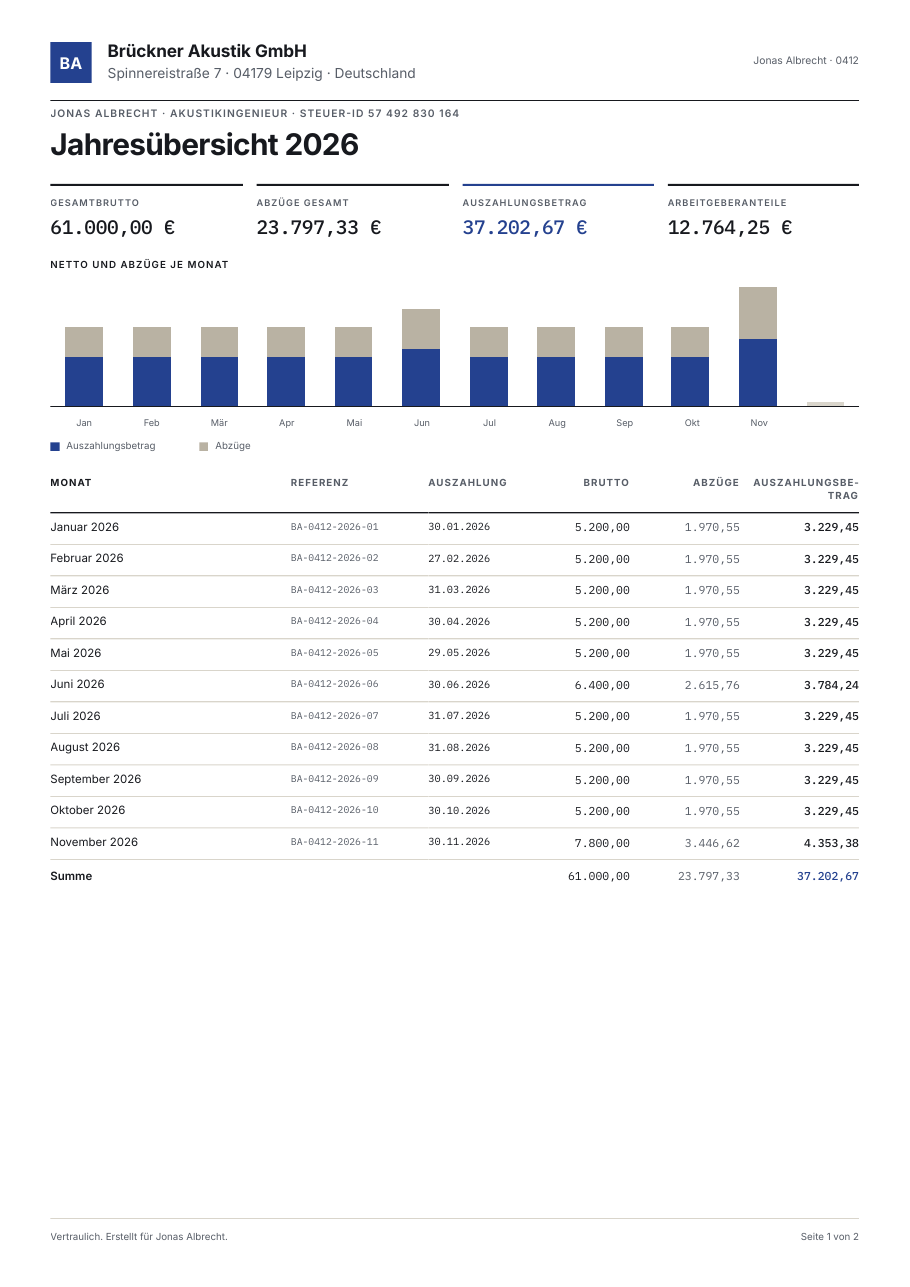 BA
Brückner Akustik GmbH
Spinnereistraße 7 · 04179 Leipzig · Deutschland
Jonas Albrecht · 0412
JONAS ALBRECHT · AKUSTIKINGENIEUR · STEUER-ID 57 492 830 164
Jahresübersicht 2026
GESAMTBRUTTO ABZÜGE GESAMT AUSZAHLUNGSBETRAG ARBEITGEBERANTEILE
61.000,00 € 23.797,33 € 37.202,67 € 12.764,25 €
NETTO UND ABZÜGE JE MONAT
Jan Feb Mär Apr Mai Jun Jul Aug Sep Okt Nov
Auszahlungsbetrag Abzüge
MONAT REFERENZ AUSZAHLUNG BRUTTO ABZÜGE AUSZAHLUNGSBE-
TRAG
Januar 2026 BA-0412-2026-01 30.01.2026 5.200,00 1.970,55 3.229,45
Februar 2026 BA-0412-2026-02 27.02.2026 5.200,00 1.970,55 3.229,45
März 2026 BA-0412-2026-03 31.03.2026 5.200,00 1.970,55 3.229,45
April 2026 BA-0412-2026-04 30.04.2026 5.200,00 1.970,55 3.229,45
Mai 2026 BA-0412-2026-05 29.05.2026 5.200,00 1.970,55 3.229,45
Juni 2026 BA-0412-2026-06 30.06.2026 6.400,00 2.615,76 3.784,24
Juli 2026 BA-0412-2026-07 31.07.2026 5.200,00 1.970,55 3.229,45
August 2026 BA-0412-2026-08 31.08.2026 5.200,00 1.970,55 3.229,45
September 2026 BA-0412-2026-09 30.09.2026 5.200,00 1.970,55 3.229,45
Oktober 2026 BA-0412-2026-10 30.10.2026 5.200,00 1.970,55 3.229,45
November 2026 BA-0412-2026-11 30.11.2026 7.800,00 3.446,62 4.353,38
Summe 61.000,00 23.797,33 37.202,67
Vertraulich. Erstellt für Jonas Albrecht.
Seite 1 von 2